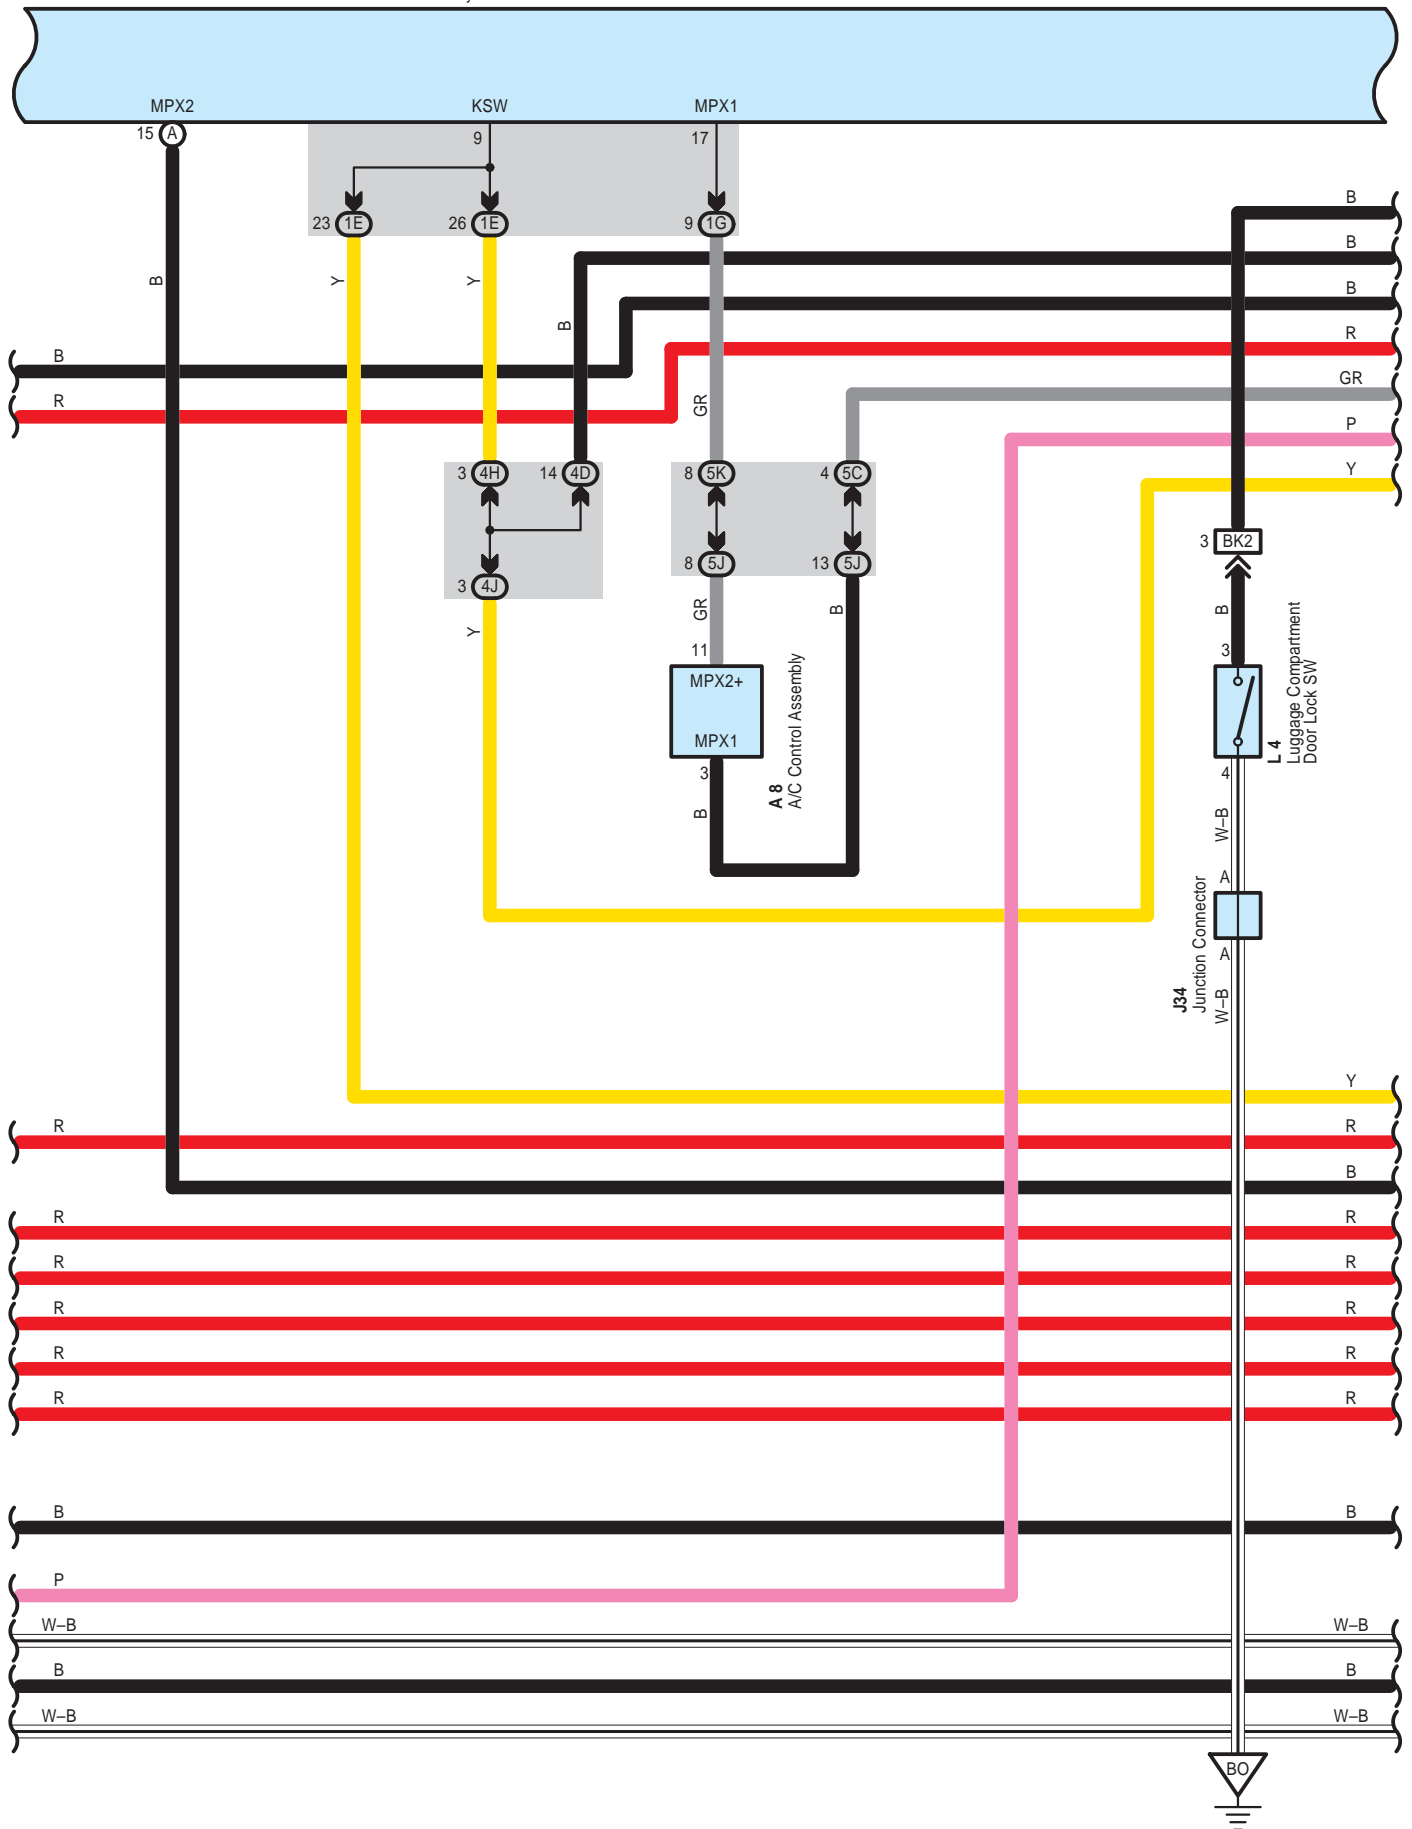 MPX2 KSW MPX1
15 A 9 17
23 1E 26 1E 9 1G
B
B
B Y Y
B
B
B
R
B
GR
R
GR
P
Y
3 4H 14 4D 8 5K 4 5C
3 BK2
8 5J 13 5J
3 4J
Y GR B B
11 3
MPX2+
MPX1
A 8
A/C Control Assembly
L 4
Luggage Compartment
Door Lock SW
3 4
B W–B
A
J34
Junction Connector
A
W–B
Y
R R
B
R R
R R
R R
R R
R R
B B
P
W–B W–B
B B
W–B W–B
BO